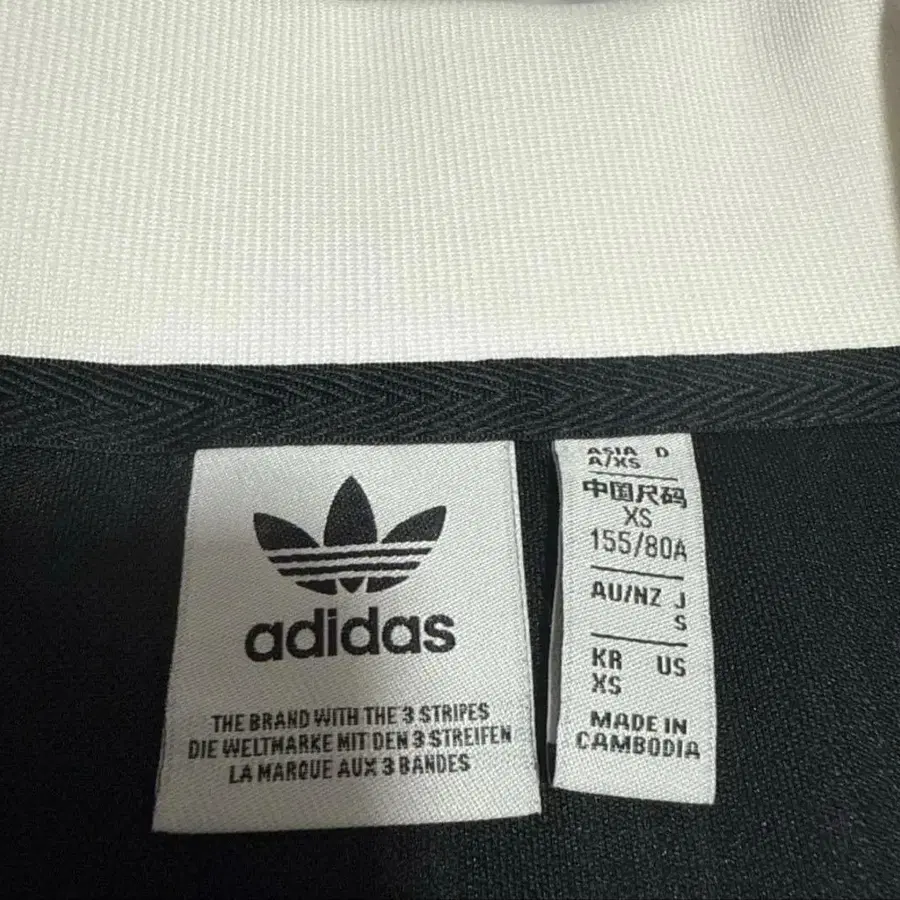 adidas
THE BRAND WITH THE 3 STRIPES
DIE WELTMARKE MIT DEN 3 STREIFEN
LA MARQUE AUX 3 BANDES
ASIA D
A/XS
中国尺码
XS
155/80A
AU/NZ J
S
KR US
XS
MADE IN
CAMBODIA